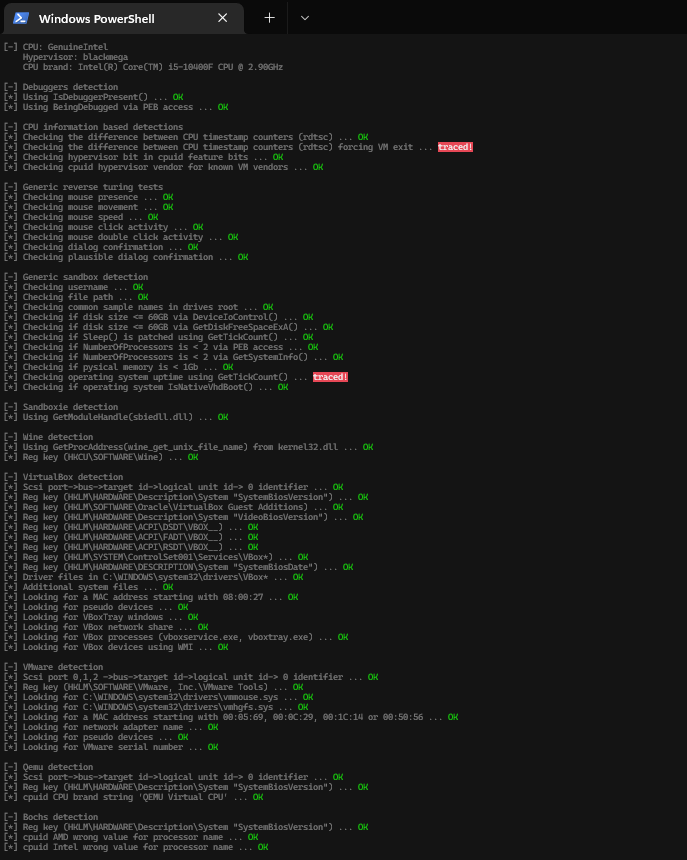 Windows PowerShell
[-] CPU: GenuineIntel
Hypervisor: blackmega
CPU brand: Intel(R) Core(TM) i5-10400F CPU @ 2.90GHz
[-] Debuggers detection
[*] Using IsDebuggerPresent() ... OK
[*] Using BeingDebugged via PEB access ... OK
[-] CPU information based detections
[*] Checking the difference between CPU timestamp counters (rdtsc) ... OK
[*] Checking the difference between CPU timestamp counters (rdtsc) forcing VM exit ... traced!
[*] Checking hypervisor bit in cpuid feature bits ... OK
[*] Checking cpuid hypervisor vendor for known VM vendors ... OK
[-] Generic reverse turing tests
[*] Checking mouse presence ... OK
[*] Checking mouse movement ... OK
[*] Checking mouse speed ... OK
[*] Checking mouse click activity ... OK
[*] Checking mouse double click activity ... OK
[*] Checking dialog confirmation ... OK
[*] Checking plausible dialog confirmation ... OK
[-] Generic sandbox detection
[*] Checking username ... OK
[*] Checking file path ... OK
[*] Checking common sample names in drives root ... OK
[*] Checking if disk size <= 60GB via DeviceIoControl() ... OK
[*] Checking if disk size <= 60GB via GetDiskFreeSpaceExA() ... OK
[*] Checking if Sleep() is patched using GetTickCount() ... OK
[*] Checking if NumberOfProcessors is < 2 via PEB access ... OK
[*] Checking if NumberOfProcessors is < 2 via GetSystemInfo() ... OK
[*] Checking if pysical memory is < 1Gb ... OK
[*] Checking operating system uptime using GetTickCount() ... traced!
[*] Checking if operating system IsNativeVhdBoot() ... OK
[-] Sandboxie detection
[*] Using GetModuleHandle(sbiedll.dll) ... OK
[-] Wine detection
[*] Using GetProcAddress(wine_get_unix_file_name) from kernel32.dll ... OK
[*] Reg key (HKCU\SOFTWARE\Wine) ... OK
[-] VirtualBox detection
[*] Scsi port->bus->target id->logical unit id-> 0 identifier ... OK
[*] Reg key (HKLM\HARDWARE\Description\System "SystemBiosVersion") ... OK
[*] Reg key (HKLM\SOFTWARE\Oracle\VirtualBox Guest Additions) ... OK
[*] Reg key (HKLM\HARDWARE\Description\System "VideoBiosVersion") ... OK
[*] Reg key (HKLM\HARDWARE\ACPI\DSDT\VBOX__) ... OK
[*] Reg key (HKLM\HARDWARE\ACPI\FADT\VBOX__) ... OK
[*] Reg key (HKLM\HARDWARE\ACPI\RSDT\VBOX__) ... OK
[*] Reg key (HKLM\SYSTEM\ControlSet001\Services\VBox*) ... OK
[*] Reg key (HKLM\HARDWARE\DESCRIPTION\System "SystemBiosDate") ... OK
[*] Driver files in C:\WINDOWS\system32\drivers\VBox* ... OK
[*] Additional system files ... OK
[*] Looking for a MAC address starting with 08:00:27 ... OK
[*] Looking for pseudo devices ... OK
[*] Looking for VBoxTray windows ... OK
[*] Looking for VBox network share ... OK
[*] Looking for VBox processes (vboxservice.exe, vboxtray.exe) ... OK
[*] Looking for VBox devices using WMI ... OK
[-] VMware detection
[*] Scsi port 0,1,2 ->bus->target id->logical unit id-> 0 identifier ... OK
[*] Reg key (HKLM\SOFTWARE\VMware, Inc.\VMware Tools) ... OK
[*] Looking for C:\WINDOWS\system32\drivers\vmmouse.sys ... OK
[*] Looking for C:\WINDOWS\system32\drivers\vmhgfs.sys ... OK
[*] Looking for a MAC address starting with 00:05:69, 00:0C:29, 00:1C:14 or 00:50:56 ... OK
[*] Looking for network adapter name ... OK
[*] Looking for pseudo devices ... OK
[*] Looking for VMware serial number ... OK
[-] Qemu detection
[*] Scsi port->bus->target id->logical unit id-> 0 identifier ... OK
[*] Reg key (HKLM\HARDWARE\Description\System "SystemBiosVersion") ... OK
[*] cpuid CPU brand string 'QEMU Virtual CPU' ... OK
[-] Bochs detection
[*] Reg key (HKLM\HARDWARE\Description\System "SystemBiosVersion") ... OK
[*] cpuid AMD wrong value for processor name ... OK
[*] cpuid Intel wrong value for processor name ... OK